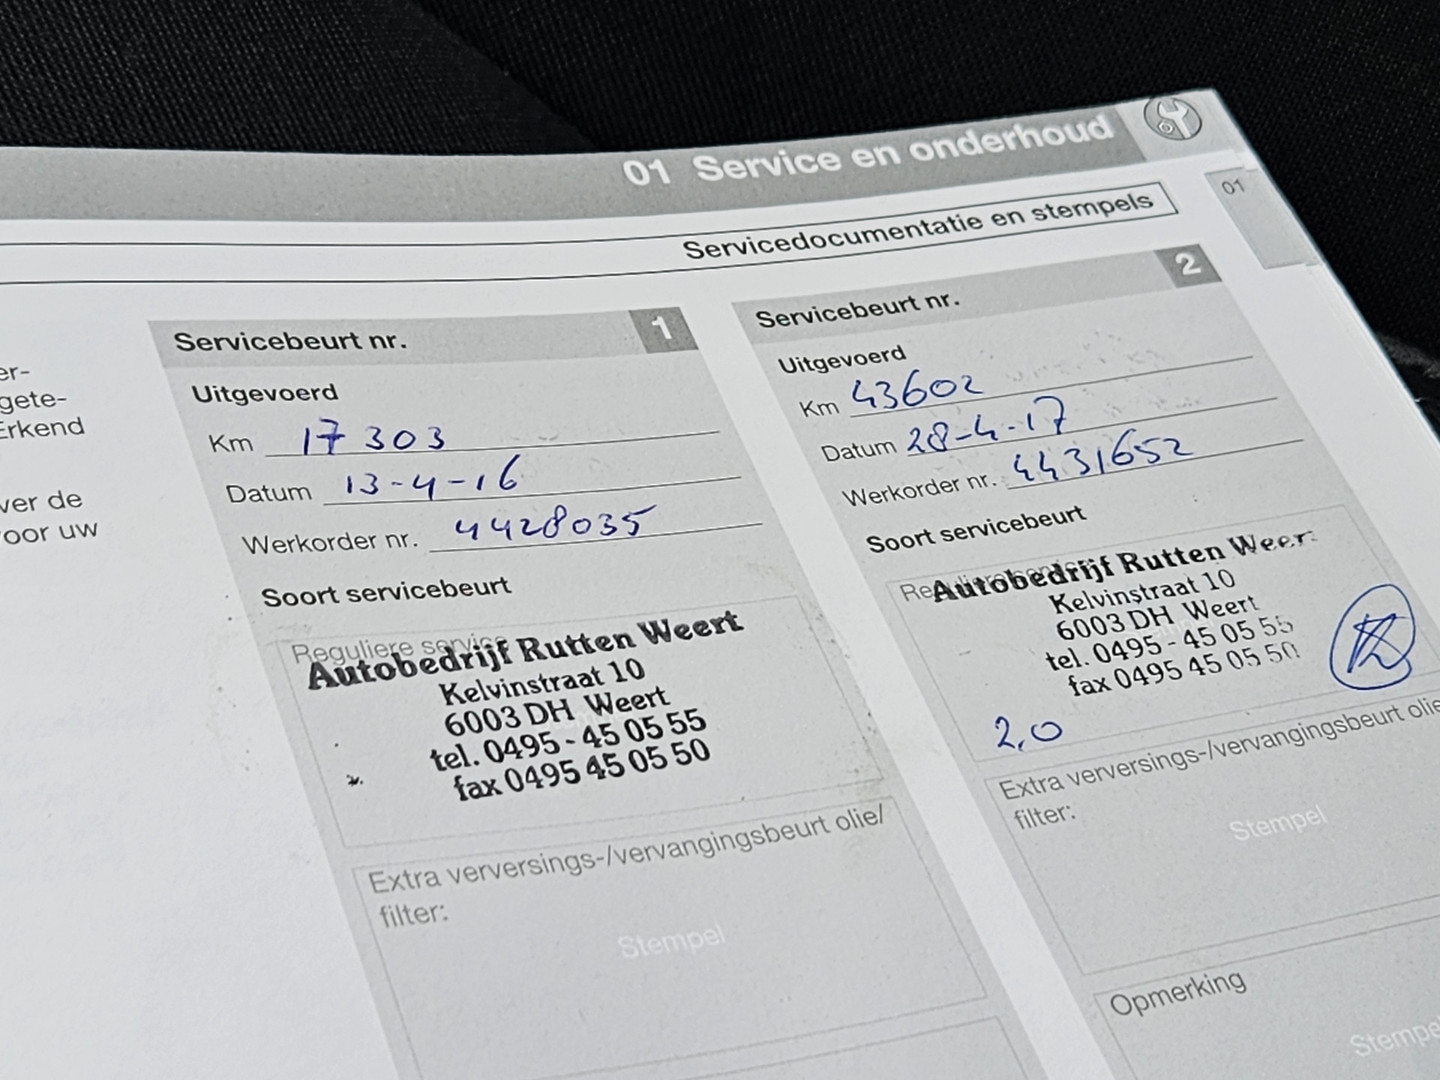 01 Service en onderhoud
01
Servicedocumentatie en stempels
er-
gete-
Erkend
ver de
oor uw
Servicebeurt nr. 1
Uitgevoerd
Km 17 303
Datum 13-4-16
Werkorder nr. 4428035
Soort servicebeurt
Reguliere service
Autobedrijf Rutten Weert
Kelvinstraat 10
6003 DH Weert
tel. 0495 - 45 05 55
fax 0495 45 05 50
Extra verversings-/vervangingsbeurt olie/
filter:
Stempel
Servicebeurt nr. 2
Uitgevoerd
Km 43602
Datum 28-4-17
Werkorder nr. 4431652
Soort servicebeurt
Autobedrijf Rutten Weert
Kelvinstraat 10
6003 DH Weert
tel. 0495 - 45 05 55
fax 0495 45 05 50
2,0
Extra verversings-/vervangingsbeurt olie
filter:
Stempel
Opmerking
Stempe